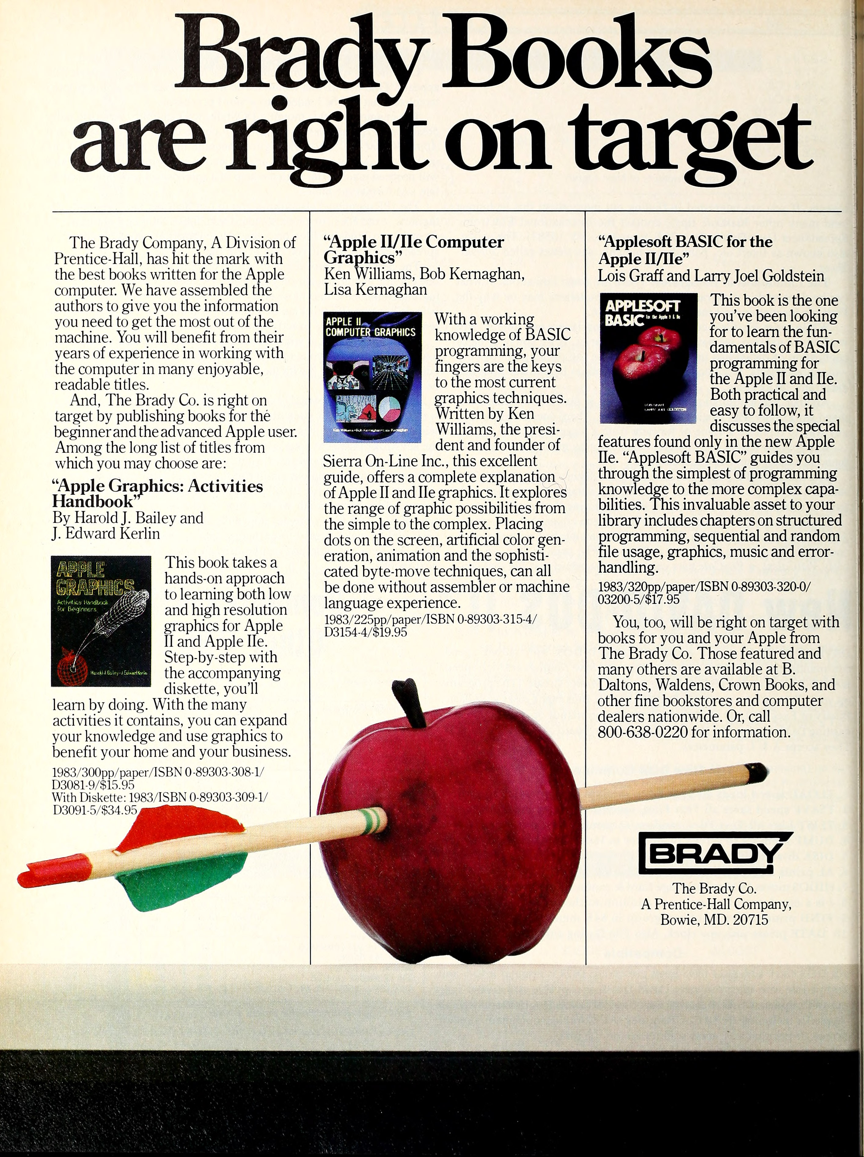 Brady Books
are right on target
The Brady Company, A Division of
Prentice-Hall, has hit the mark with
the best books written for the Apple
computer. We have assembled the
authors to give you the information
you need to get the most out of the
machine. You will benefit from their
years of experience in working with
the computer in many enjoyable,
readable titles.
And, The Brady Co. is right on
target by publishing books for the
beginner and the advanced Apple user.
Among the long list of titles from
which you may choose are:
“Apple Graphics: Activities
Handbook”
By Harold J. Bailey and
J. Edward Kerlin
APPLE
GRAPHICS
Activities Handbook
for Beginners
Harold J Bailey · J Edward Kerlin
This book takes a
hands-on approach
to learning both low
and high resolution
graphics for Apple
II and Apple IIe.
Step-by-step with
the accompanying
diskette, you’ll
learn by doing. With the many
activities it contains, you can expand
your knowledge and use graphics to
benefit your home and your business.
1983/300pp/paper/ISBN 0-89303-308-1/
D3081-9/$15.95
With Diskette: 1983/ISBN 0-89303-309-1/
D3091-5/$34.95
“Apple II/IIe Computer
Graphics”
Ken Williams, Bob Kernaghan,
Lisa Kernaghan
APPLE II
COMPUTER GRAPHICS
With a working
knowledge of BASIC
programming, your
fingers are the keys
to the most current
graphics techniques.
Written by Ken
Williams, the presi-
dent and founder of
Sierra On-Line Inc., this excellent
guide, offers a complete explanation
of Apple II and IIe graphics. It explores
the range of graphic possibilities from
the simple to the complex. Placing
dots on the screen, artificial color gen-
eration, animation and the sophisti-
cated byte-move techniques, can all
be done without assembler or machine
language experience.
1983/225pp/paper/ISBN 0-89303-315-4/
D3154-4/$19.95
“Applesoft BASIC for the
Apple II/IIe”
Lois Graff and Larry Joel Goldstein
APPLESOFT
BASIC for the Apple II & IIe
This book is the one
you’ve been looking
for to learn the fun-
damentals of BASIC
programming for
the Apple II and IIe.
Both practical and
easy to follow, it
discusses the special
features found only in the new Apple
IIe. “Applesoft BASIC” guides you
through the simplest of programming
knowledge to the more complex capa-
bilities. This invaluable asset to your
library includes chapters on structured
programming, sequential and random
file usage, graphics, music and error-
handling.
1983/320pp/paper/ISBN 0-89303-320-0/
03200-5/$17.95
You, too, will be right on target with
books for you and your Apple from
The Brady Co. Those featured and
many others are available at B.
Daltons, Waldens, Crown Books, and
other fine bookstores and computer
dealers nationwide. Or, call
800-638-0220 for information.
BRADY
The Brady Co.
A Prentice-Hall Company,
Bowie, MD. 20715